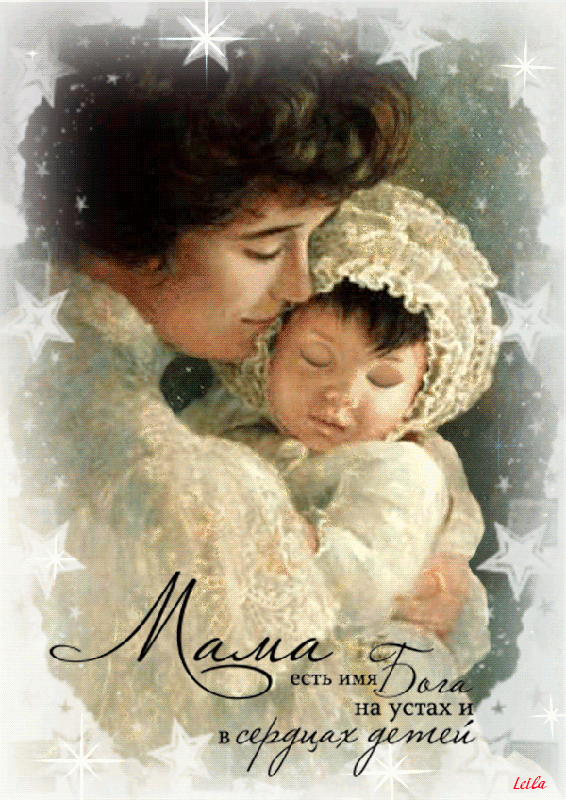 Мама
есть имя Бога
на устах и
в сердцах детей
Leila